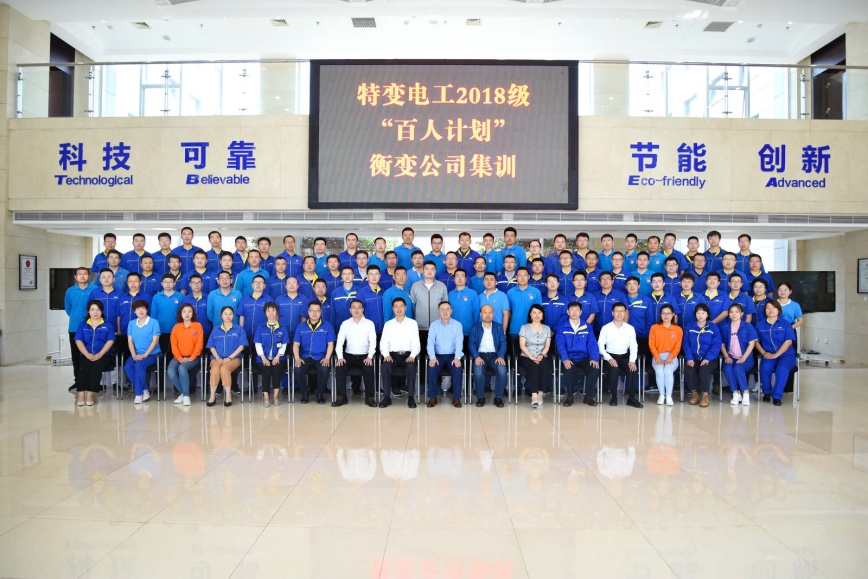 特变电工2018级
“百人计划”
衡变公司集训
科技 可靠
Technological Believable
节能 创新
Eco-friendly Advanced